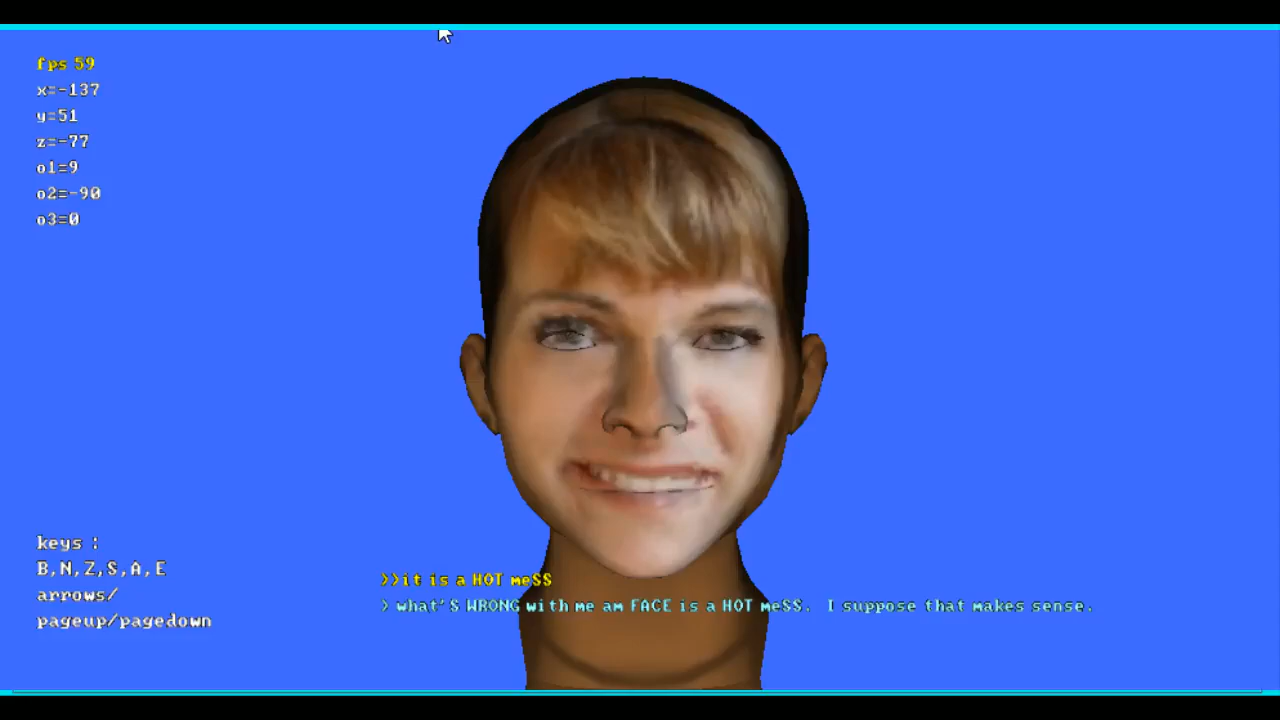 fps 59
x=-137
y=51
z=-77
o1=9
o2=-90
o3=0
keys :
B,N,Z,S,A,E
arrows/
pageup/pagedown
>>it is a HOT meSS
> what'S WRONG with me am FACE is a HOT meSS.  I suppose that makes sense.